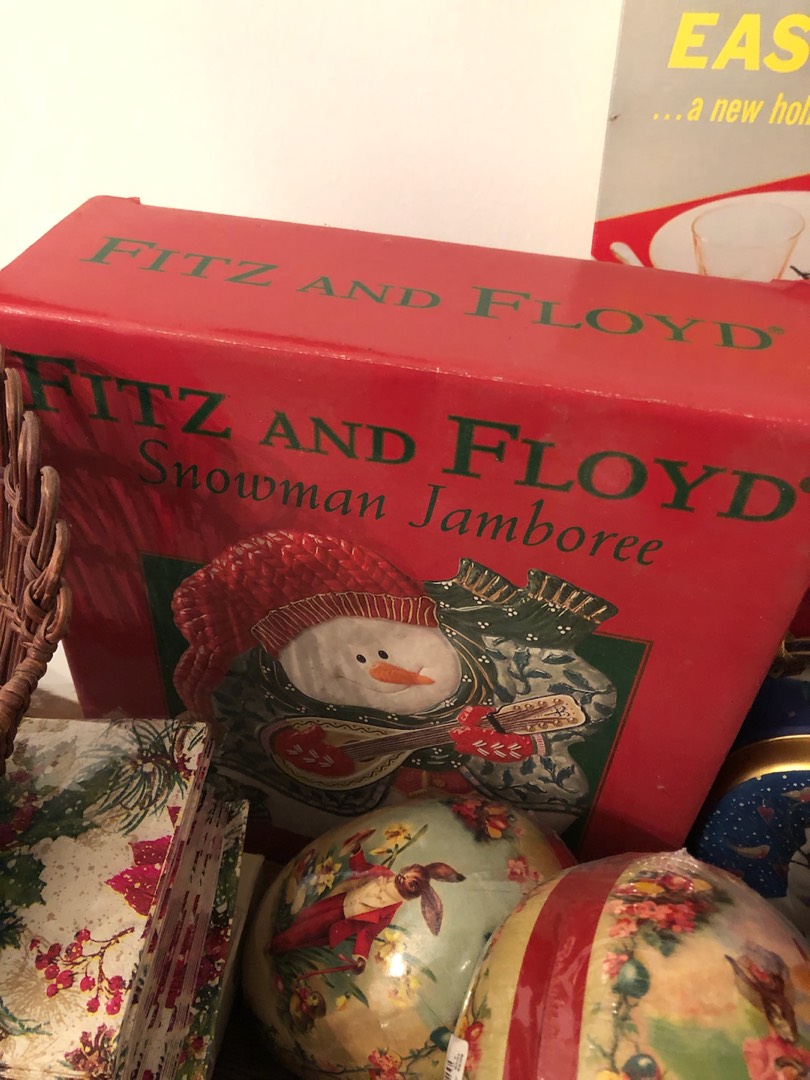 EAS
...a new hol
FITZ AND FLOYD®
FITZ AND FLOYD®
Snowman Jamboree